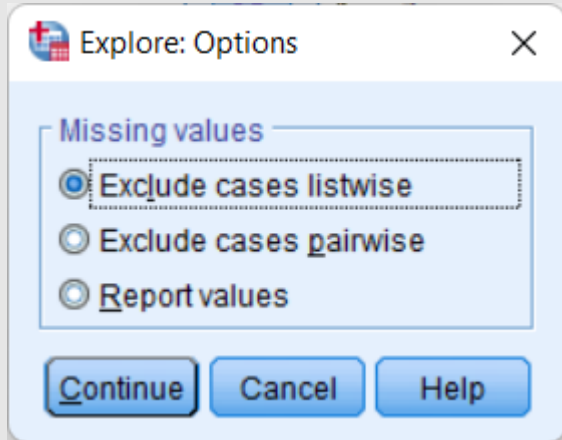 Explore: Options
Missing values
Exclude cases listwise
Exclude cases pairwise
Report values
Continue Cancel Help